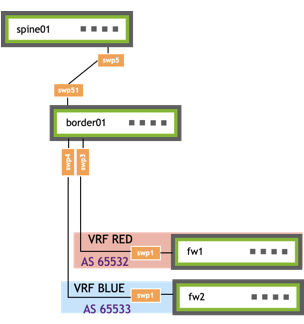 spine01
swp5
swp51
border01
swp4
swp3
VRF RED
swp1
fw1
AS 65532
VRF BLUE
swp1
fw2
AS 65533